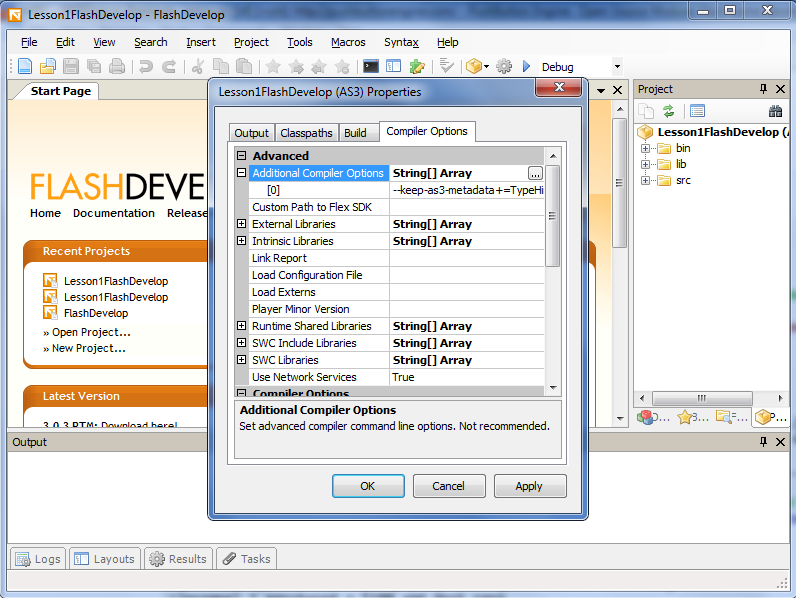 Lesson1FlashDevelop - FlashDevelop
File Edit View Search Insert Project Tools Macros Syntax Help
Debug
Start Page
FLASHDEVE
Home Documentation Release
Recent Projects
Lesson1FlashDevelop
Lesson1FlashDevelop
FlashDevelop
» Open Project...
» New Project...
Latest Version
3.0.3 RTM: Download here!
Lesson1FlashDevelop (AS3) Properties
Output Classpaths Build Compiler Options
Advanced
Additional Compiler Options String[] Array ...
[0] --keep-as3-metadata+=TypeHi
Custom Path to Flex SDK
External Libraries String[] Array
Intrinsic Libraries String[] Array
Link Report
Load Configuration File
Load Externs
Player Minor Version
Runtime Shared Libraries String[] Array
SWC Include Libraries String[] Array
SWC Libraries String[] Array
Use Network Services True
Compiler Options
Additional Compiler Options
Set advanced compiler command line options. Not recommended.
OK Cancel Apply
Project
Lesson1FlashDevelop (
bin
lib
src
D... 3... =... P...
Output
Logs Layouts Results Tasks